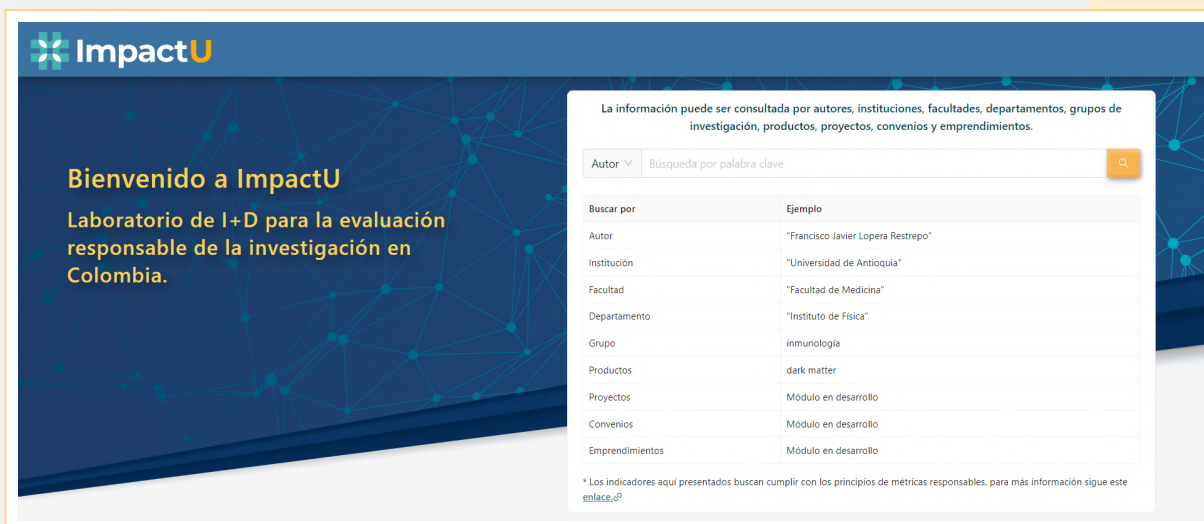 ImpactU
Bienvenido a ImpactU
Laboratorio de I+D para la evaluación
responsable de la investigación en
Colombia.
La información puede ser consultada por autores, instituciones, facultades, departamentos, grupos de
investigación, productos, proyectos, convenios y emprendimientos.
Autor Búsqueda por palabra clave
Buscar por Ejemplo
Autor "Francisco Javier Lopera Restrepo"
Institución "Universidad de Antioquia"
Facultad "Facultad de Medicina"
Departamento "Instituto de Física"
Grupo inmunología
Productos dark matter
Proyectos Módulo en desarrollo
Convenios Módulo en desarrollo
Emprendimientos Módulo en desarrollo
* Los indicadores aquí presentados buscan cumplir con los principios de métricas responsables, para más información sigue este
enlace.